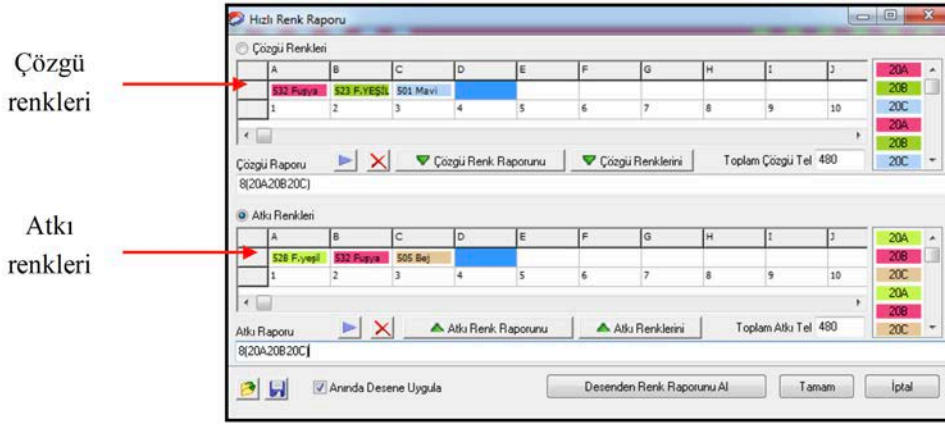 Hızlı Renk Raporu
Çözgü Renkleri
Çözgü
renkleri
A B C D E F G H I J
532 Fuşya 523 F.YEŞİL 501 Mavi
1 2 3 4 5 6 7 8 9 10
20A
20B
20C
20A
20B
20C
Çözgü Raporu Çözgü Renk Raporunu Çözgü Renklerini Toplam Çözgü Tel 480
8(20A20B20C)
Atkı Renkleri
Atkı
renkleri
A B C D E F G H I J
528 F.yeşil 532 Fuşya 505 Bej
1 2 3 4 5 6 7 8 9 10
20A
20B
20C
20A
20B
20C
Atkı Raporu Atkı Renk Raporunu Atkı Renklerini Toplam Atkı Tel 480
8(20A20B20C)
Anında Desene Uygula Desenden Renk Raporunu Al Tamam İptal